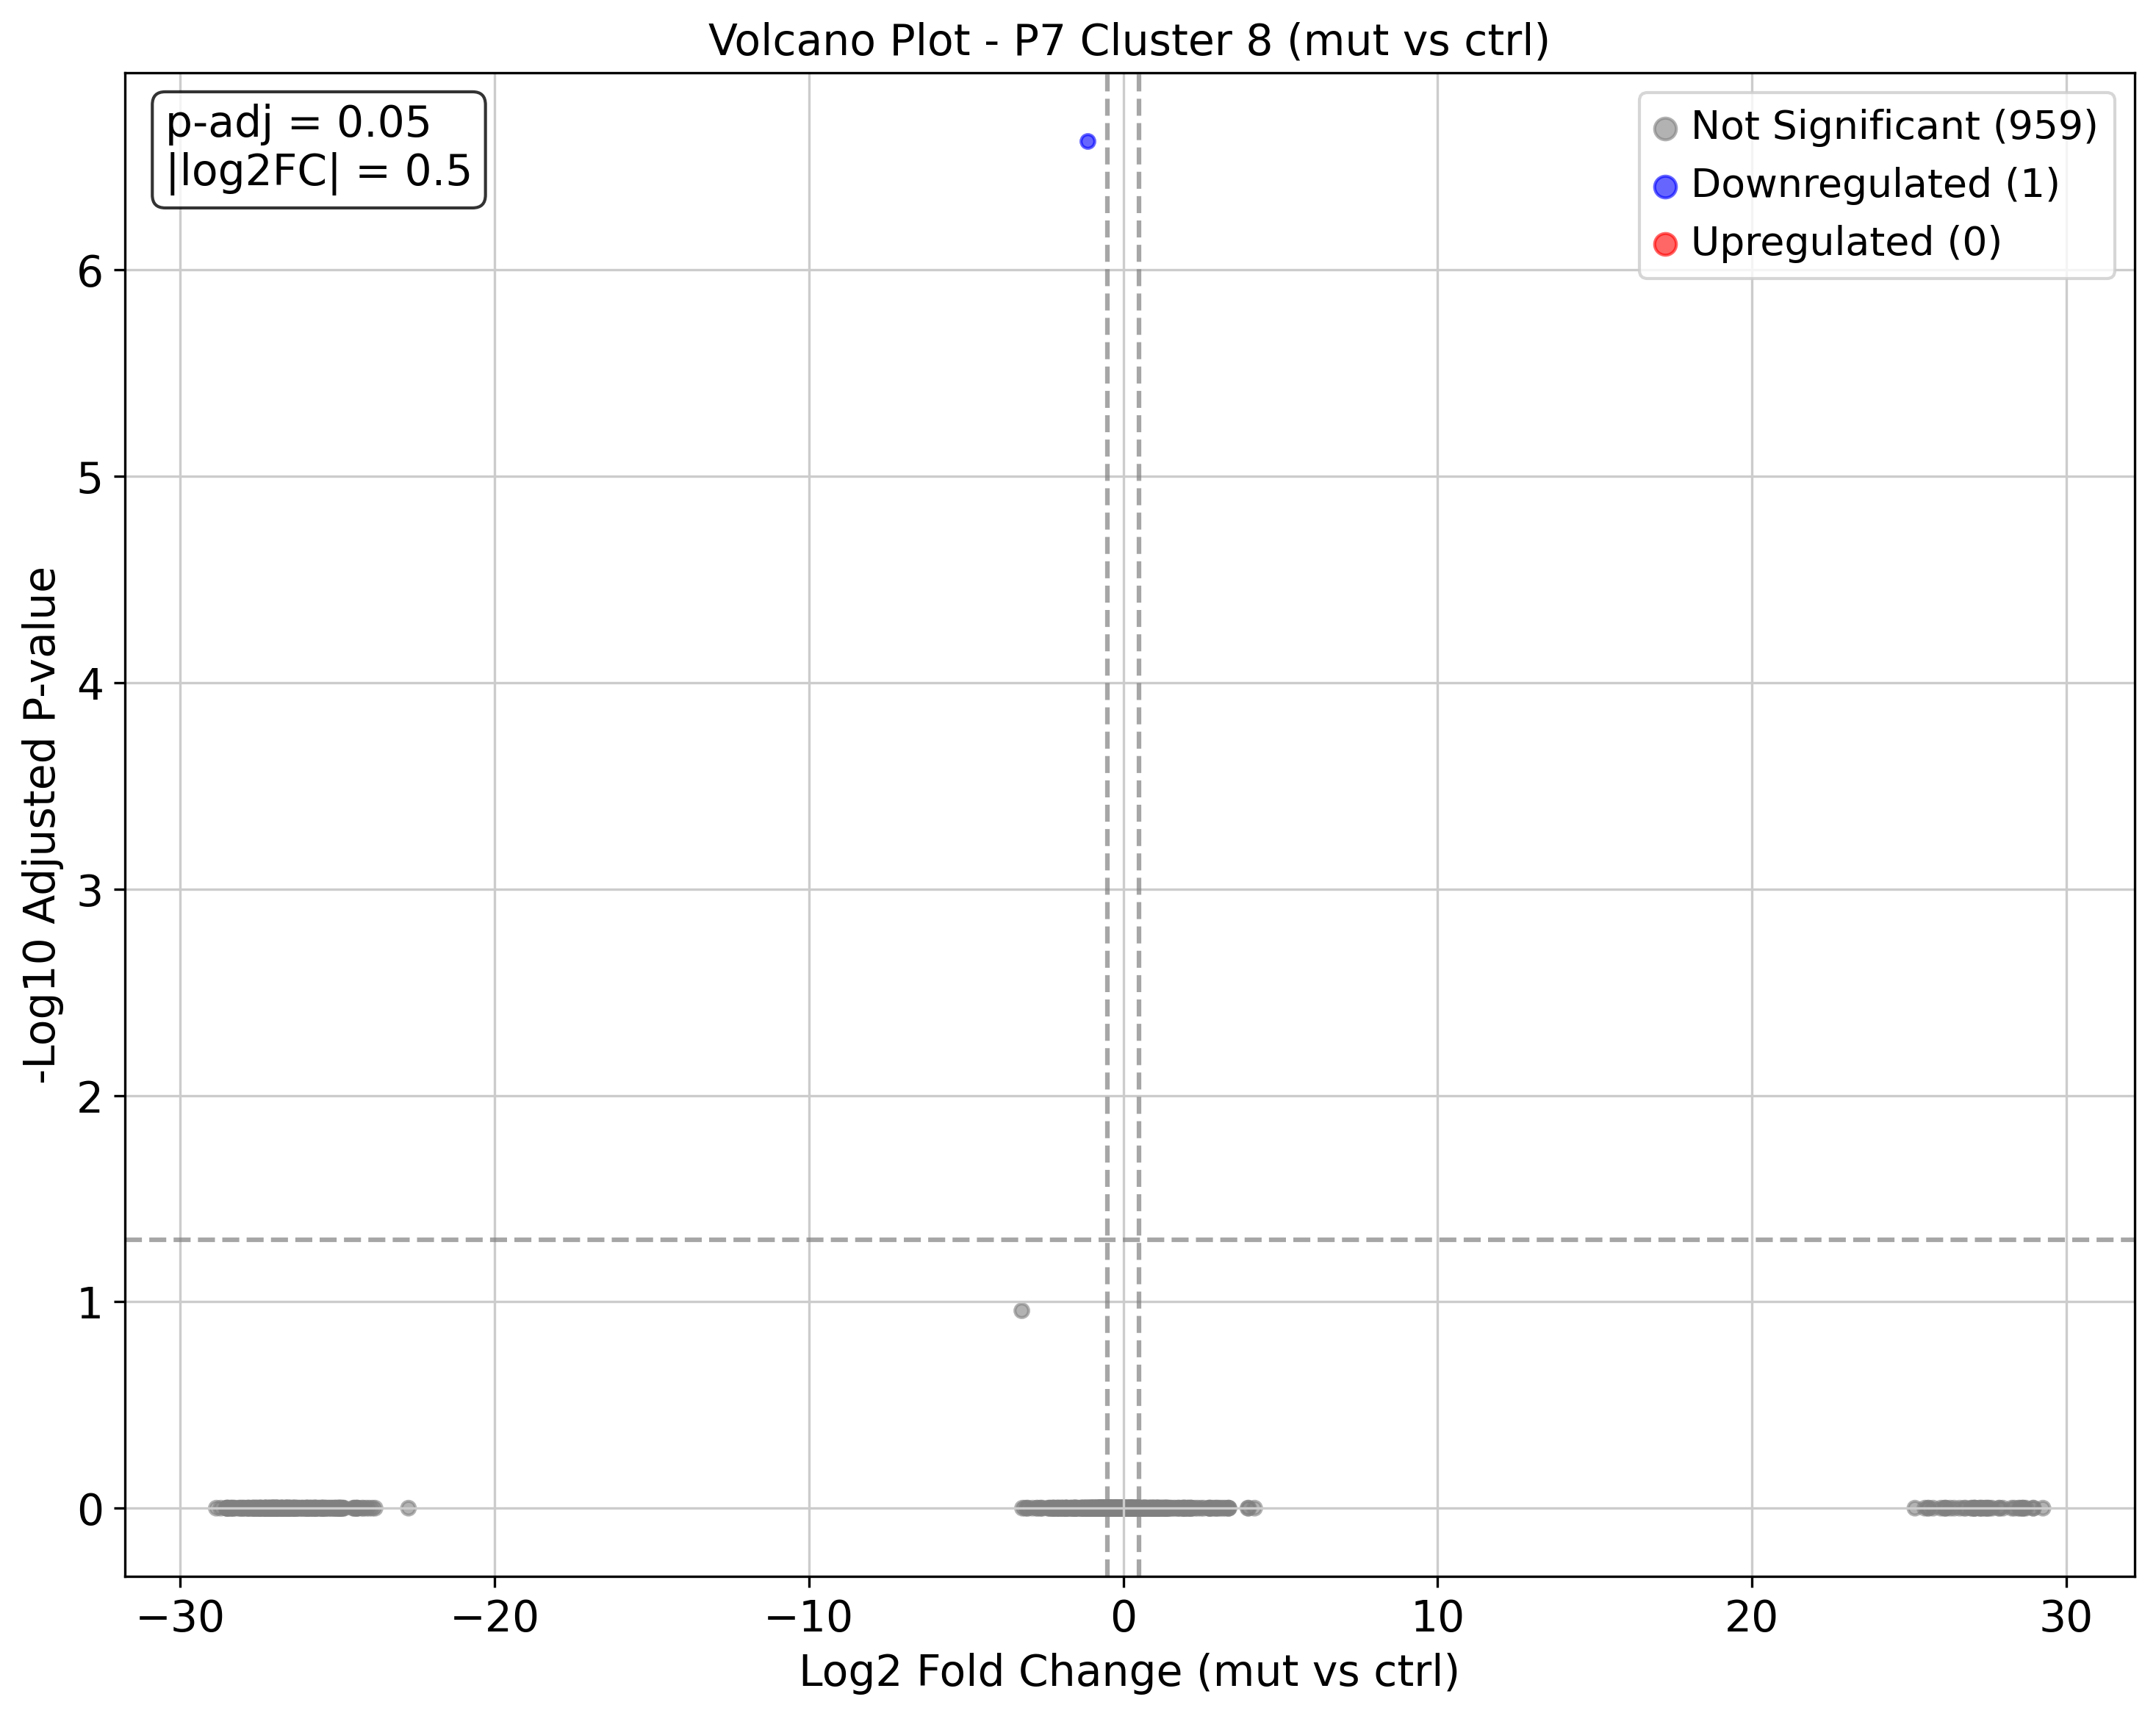 Volcano Plot - P7 Cluster 8 (mut vs ctrl)
p-adj = 0.05
|log2FC| = 0.5
Not Significant (959)
Downregulated (1)
Upregulated (0)
-Log10 Adjusted P-value
6
5
4
3
2
1
0
−30
−20
−10
0
10
20
30
Log2 Fold Change (mut vs ctrl)